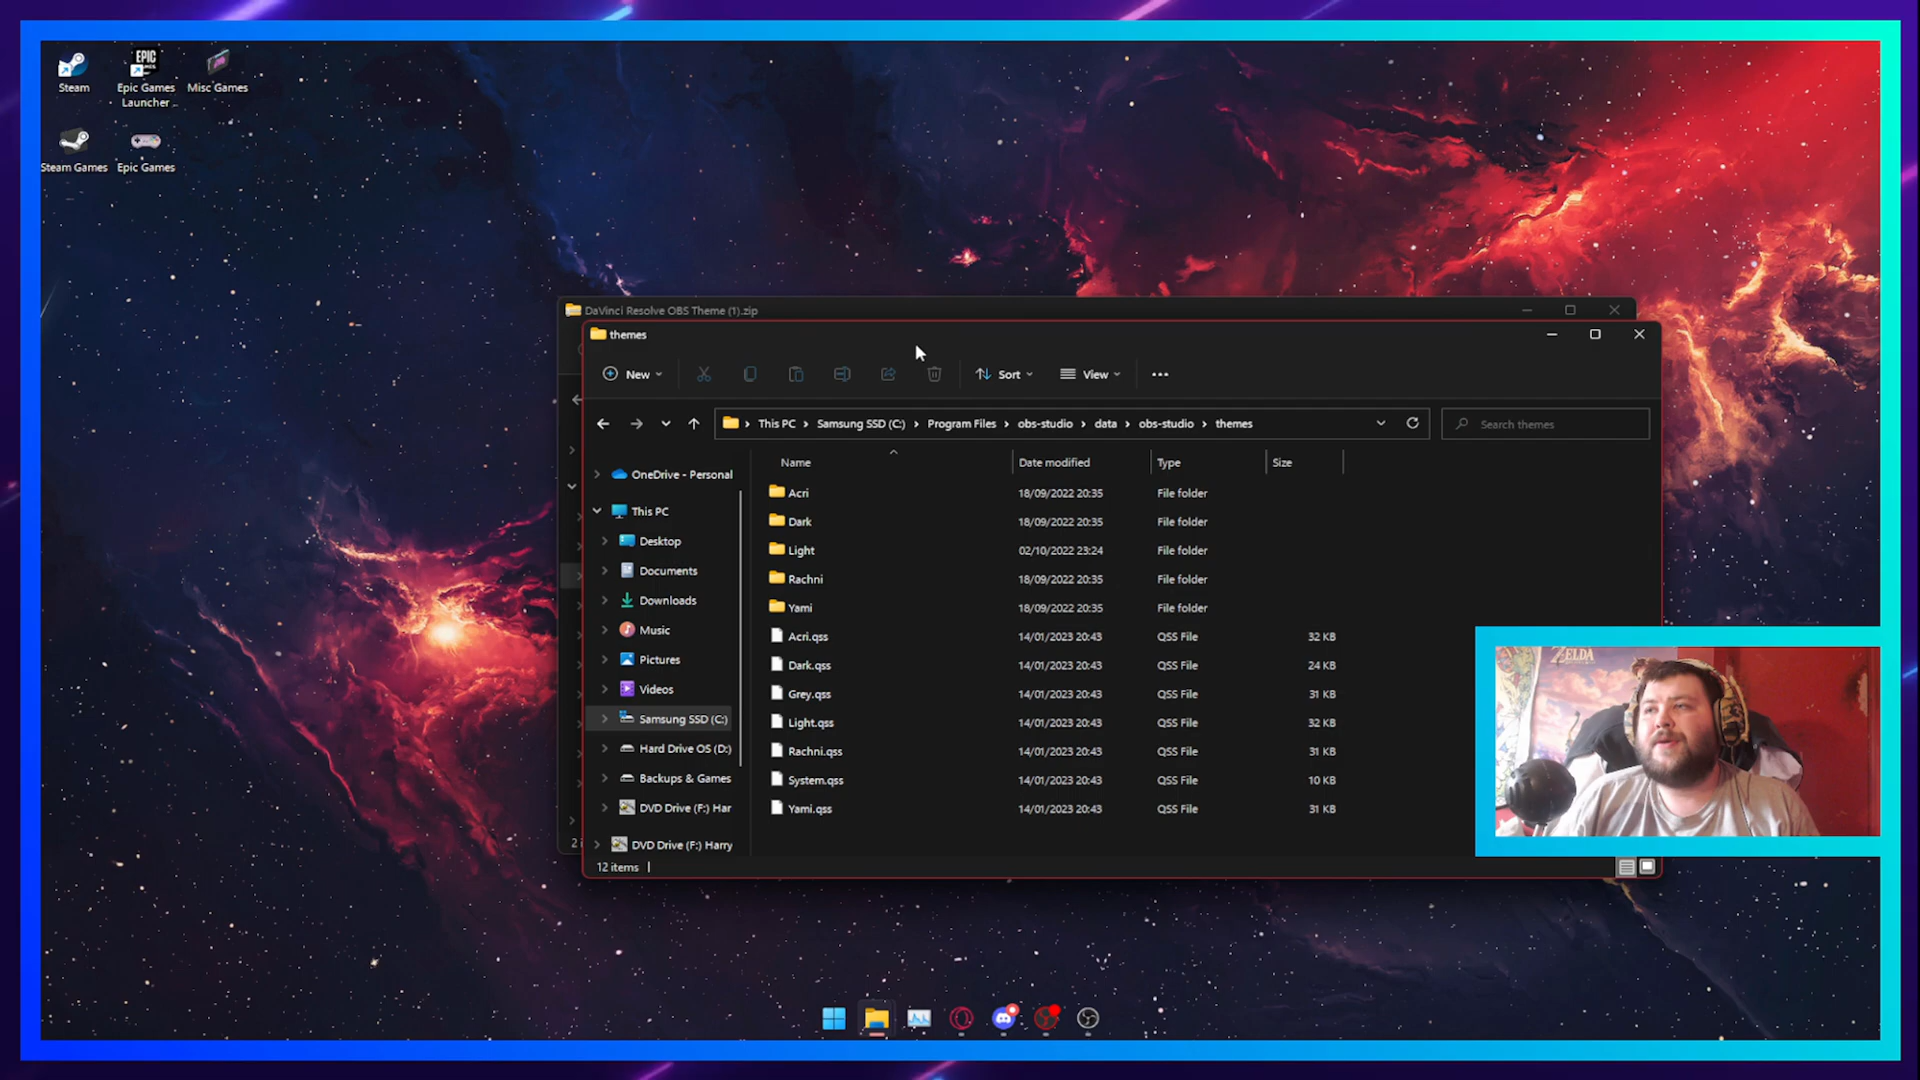 Steam
EPIC
GAMES
Epic Games
Launcher
Misc Games
Steam Games
Epic Games
DaVinci Resolve OBS Theme (1).zip
themes
New
Sort
View
This PC > Samsung SSD (C:) > Program Files > obs-studio > data > obs-studio > themes
Search themes
Name Date modified Type Size
OneDrive - Personal
This PC
Desktop
Documents
Downloads
Music
Pictures
Videos
Samsung SSD (C:)
Hard Drive OS (D:)
Backups & Games
DVD Drive (F:) Har
DVD Drive (F:) Harry
Acri 18/09/2022 20:35 File folder
Dark 18/09/2022 20:35 File folder
Light 02/10/2022 23:24 File folder
Rachni 18/09/2022 20:35 File folder
Yami 18/09/2022 20:35 File folder
Acri.qss 14/01/2023 20:43 QSS File 32 KB
Dark.qss 14/01/2023 20:43 QSS File 24 KB
Grey.qss 14/01/2023 20:43 QSS File 31 KB
Light.qss 14/01/2023 20:43 QSS File 32 KB
Rachni.qss 14/01/2023 20:43 QSS File 31 KB
System.qss 14/01/2023 20:43 QSS File 10 KB
Yami.qss 14/01/2023 20:43 QSS File 31 KB
2 i
12 items
ZELDA